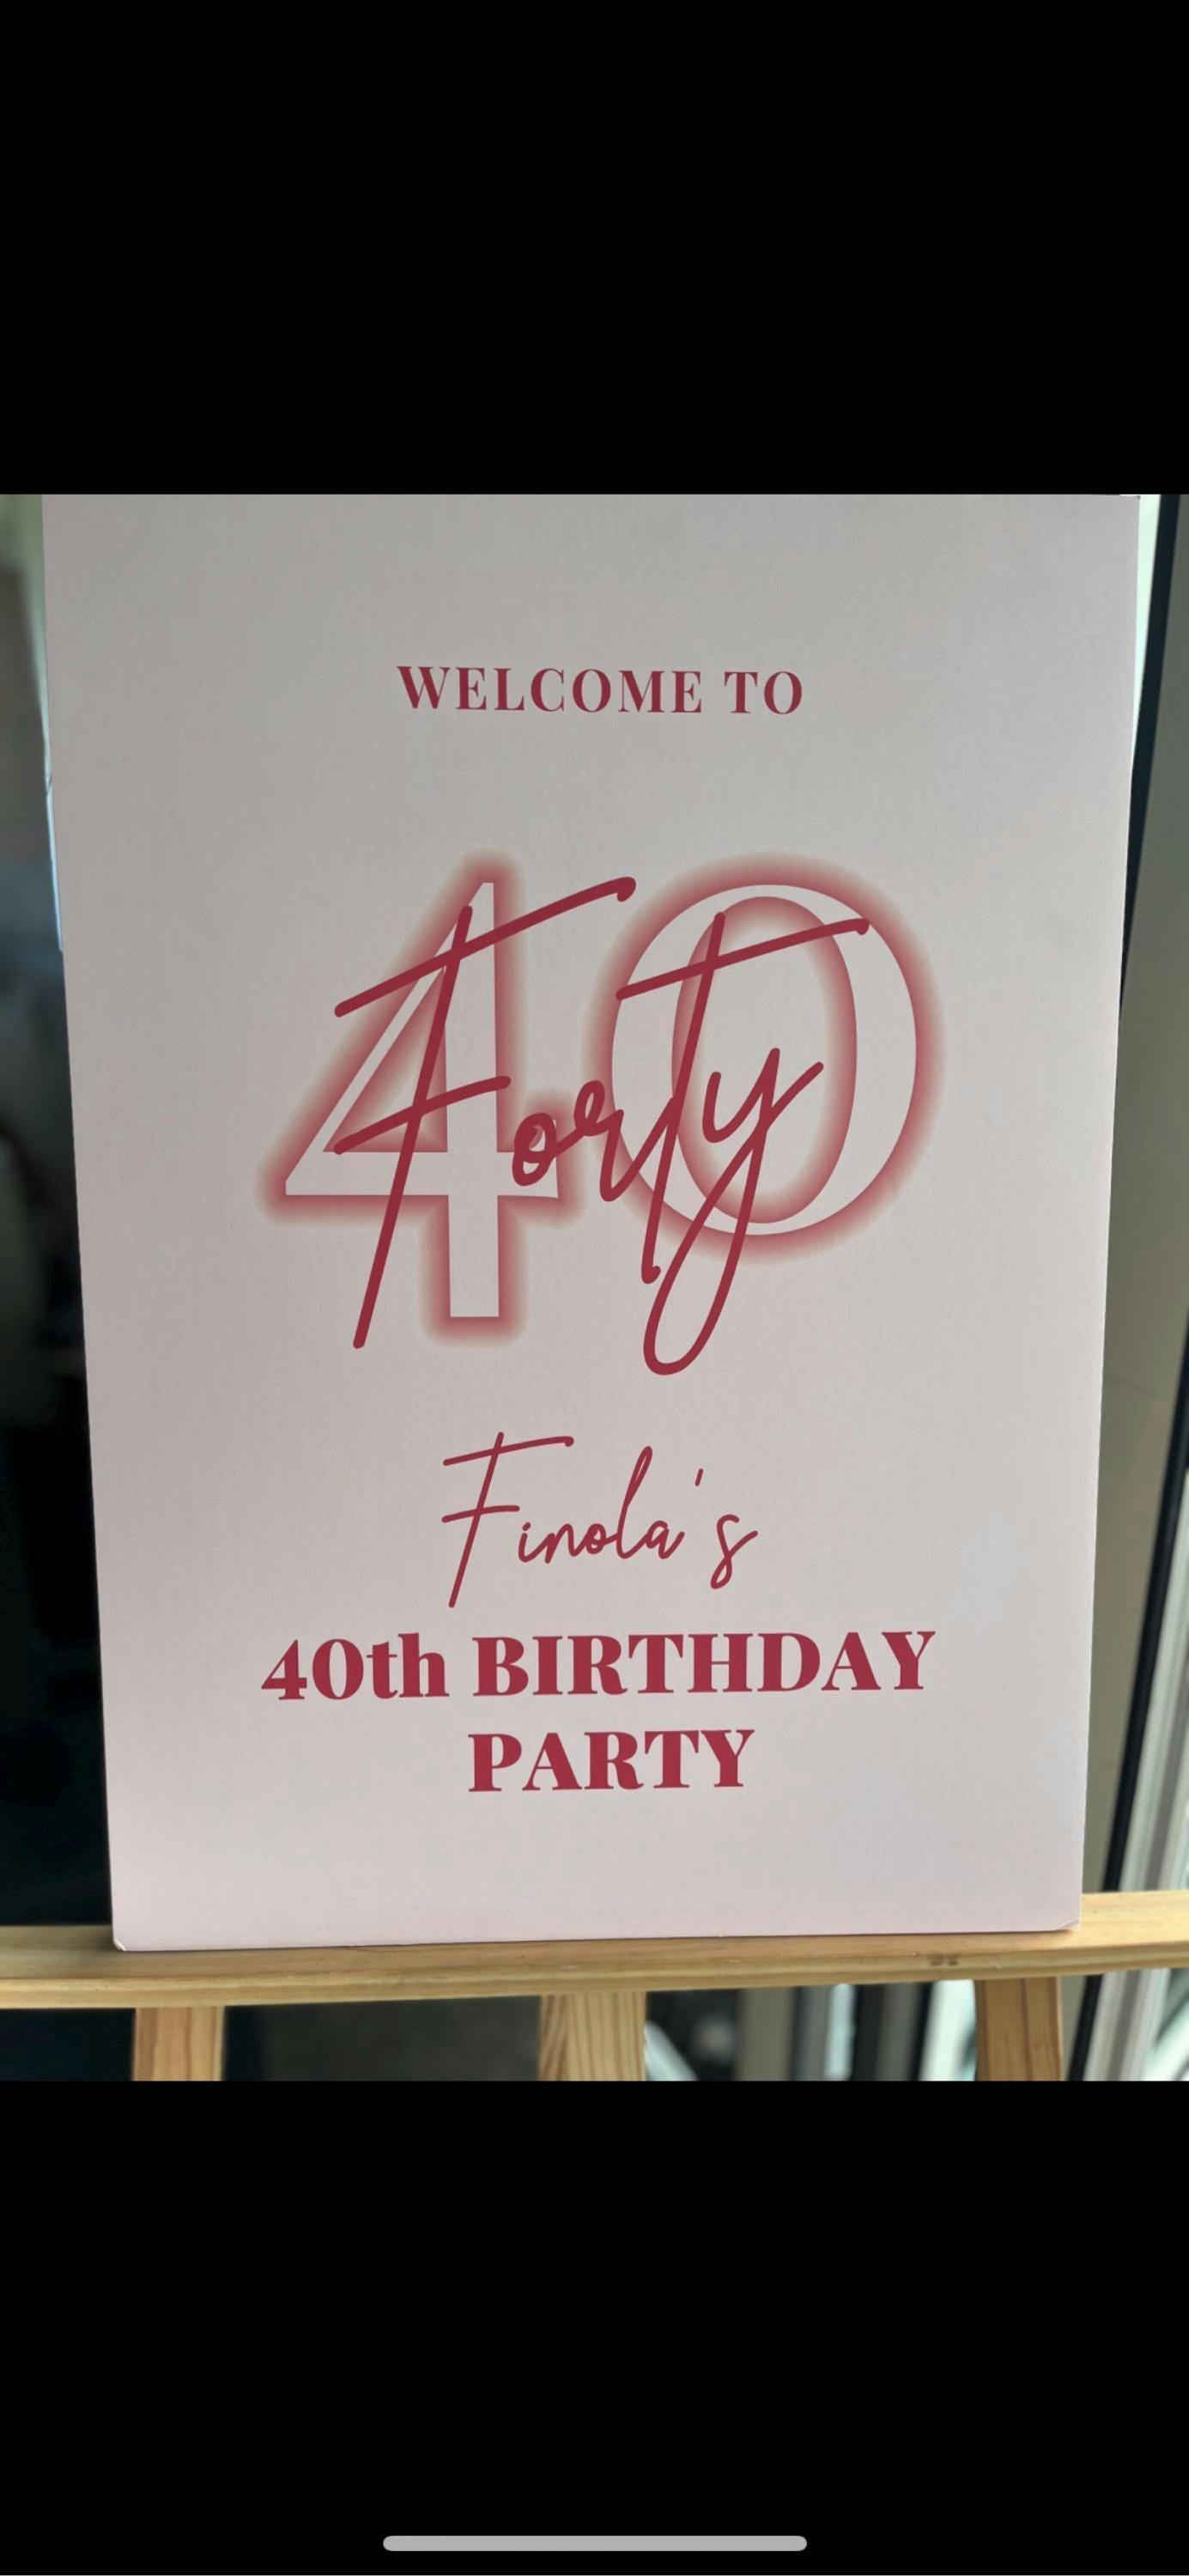 WELCOME TO
40
Forty
Finola's
40th BIRTHDAY
PARTY